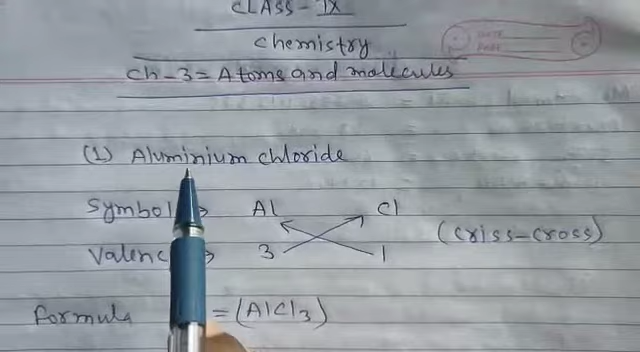 CLASS - IX
Chemistry
Ch-3 = Atoms and molecules
(1) Aluminium chloride
Symbol → Al Cl
3 1
(criss-cross)
Formula = (AlCl3)